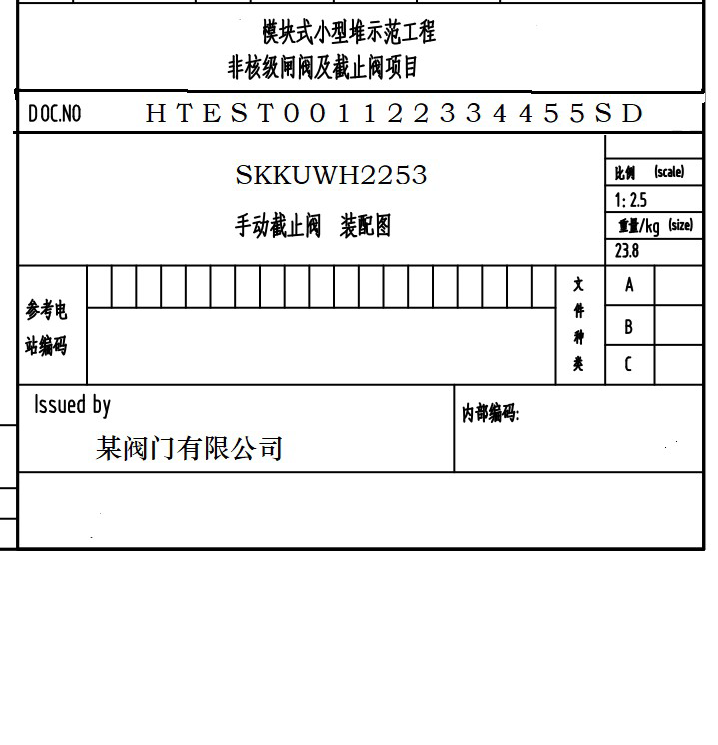 模块式小型堆示范工程
非核级闸阀及截止阀项目
DOC.NO HTEST001122334455SD
SKKUWH2253
手动截止阀 装配图
比例 (scale)
1:2.5
重量/kg (size)
23.8
参考电
站编码
文
件
种
类
A
B
C
Issued by
某阀门有限公司
内部编码: